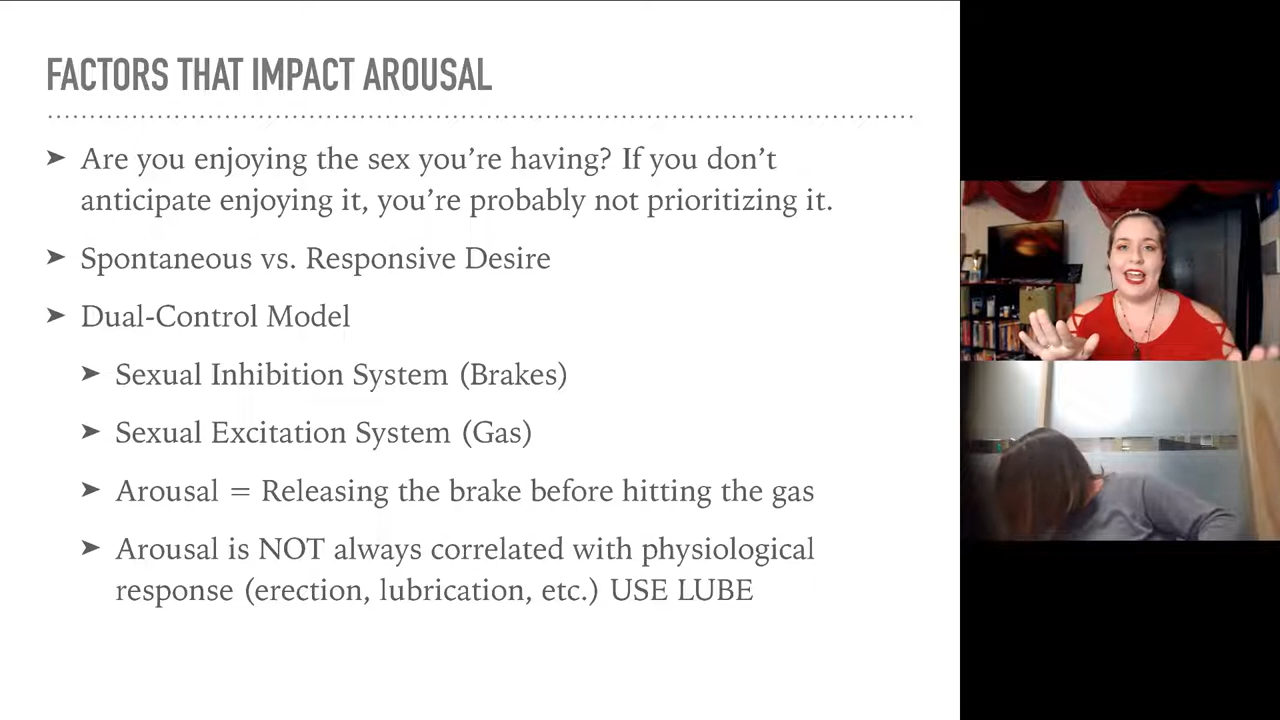 FACTORS THAT IMPACT AROUSAL
➤ Are you enjoying the sex you’re having? If you don’t
anticipate enjoying it, you’re probably not prioritizing it.
➤ Spontaneous vs. Responsive Desire
➤ Dual-Control Model
➤ Sexual Inhibition System (Brakes)
➤ Sexual Excitation System (Gas)
➤ Arousal = Releasing the brake before hitting the gas
➤ Arousal is NOT always correlated with physiological
response (erection, lubrication, etc.) USE LUBE